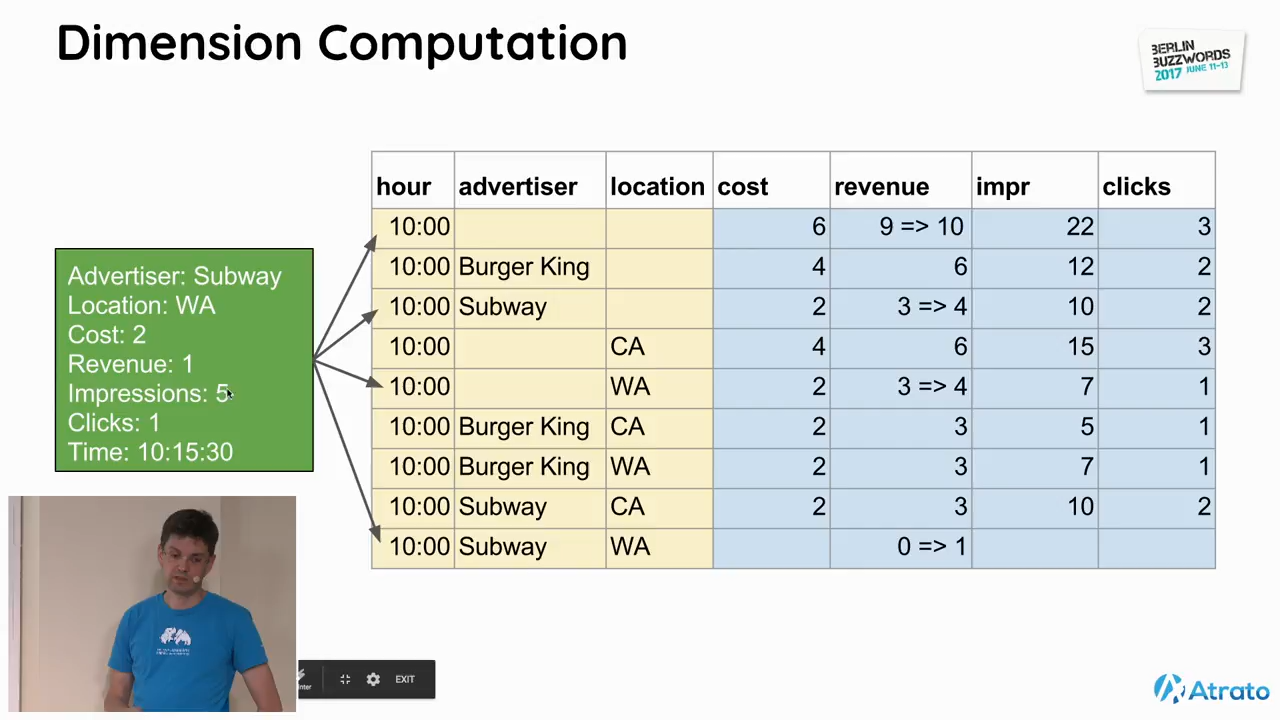 Dimension Computation
BERLIN
BUZZWORDS
2017 JUNE 11-13
hour advertiser location cost revenue impr clicks
10:00 6 9 => 10 22 3
10:00 Burger King 4 6 12 2
10:00 Subway 2 3 => 4 10 2
10:00 CA 4 6 15 3
10:00 WA 2 3 => 4 7 1
10:00 Burger King CA 2 3 5 1
10:00 Burger King WA 2 3 7 1
10:00 Subway CA 2 3 10 2
10:00 Subway WA 0 => 1
Advertiser: Subway
Location: WA
Cost: 2
Revenue: 1
Impressions: 5
Clicks: 1
Time: 10:15:30
EXIT
Atrato